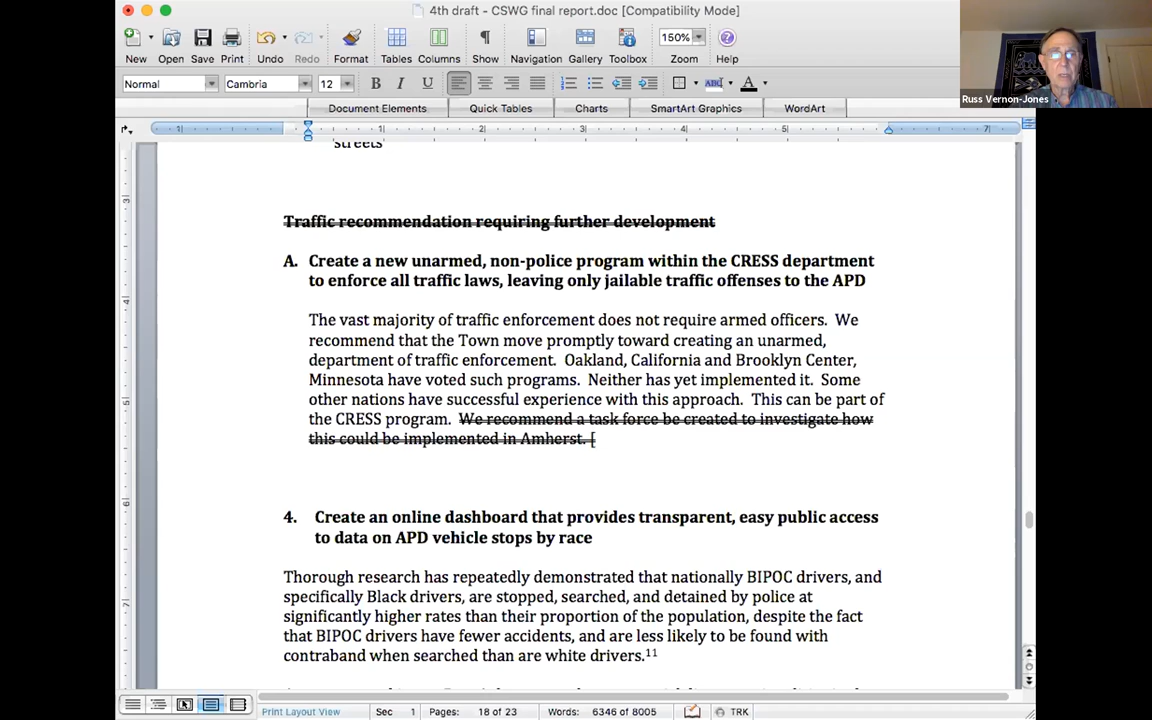 4th draft - CSWG final report.doc [Compatibility Mode]
150%
New Open Save Print Undo Redo Format Tables Columns Show Navigation Gallery Toolbox Zoom Help
Normal Cambria 12 B I U ABC A
Document Elements Quick Tables Charts SmartArt Graphics WordArt
Russ Vernon-Jones
1 1 2 3 4 5 7
streets
Traffic recommendation requiring further development
A. Create a new unarmed, non-police program within the CRESS department
to enforce all traffic laws, leaving only jailable traffic offenses to the APD
The vast majority of traffic enforcement does not require armed officers. We
recommend that the Town move promptly toward creating an unarmed,
department of traffic enforcement. Oakland, California and Brooklyn Center,
Minnesota have voted such programs. Neither has yet implemented it. Some
other nations have successful experience with this approach. This can be part of
the CRESS program. We recommend a task force be created to investigate how
this could be implemented in Amherst. [
4. Create an online dashboard that provides transparent, easy public access
to data on APD vehicle stops by race
Thorough research has repeatedly demonstrated that nationally BIPOC drivers, and
specifically Black drivers, are stopped, searched, and detained by police at
significantly higher rates than their proportion of the population, despite the fact
that BIPOC drivers have fewer accidents, and are less likely to be found with
contraband when searched than are white drivers.11
Print Layout View Sec 1 Pages: 18 of 23 Words: 6346 of 8005 TRK